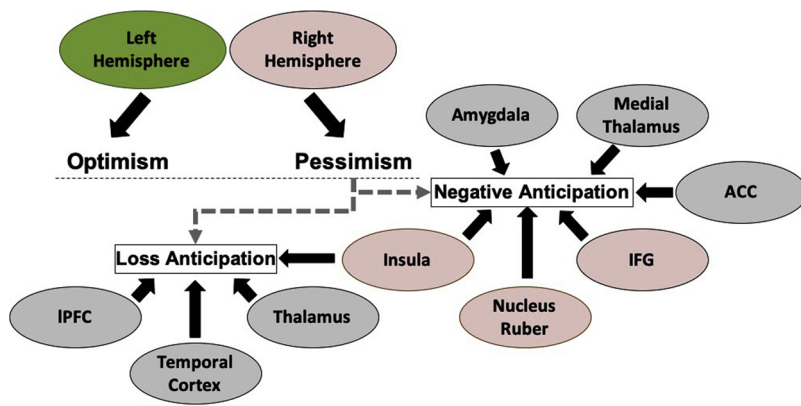 Left
Hemisphere
Right
Hemisphere
Optimism
Pessimism
Amygdala
Medial
Thalamus
Negative Anticipation
ACC
Loss Anticipation
Insula
IFG
lPFC
Thalamus
Nucleus
Ruber
Temporal
Cortex